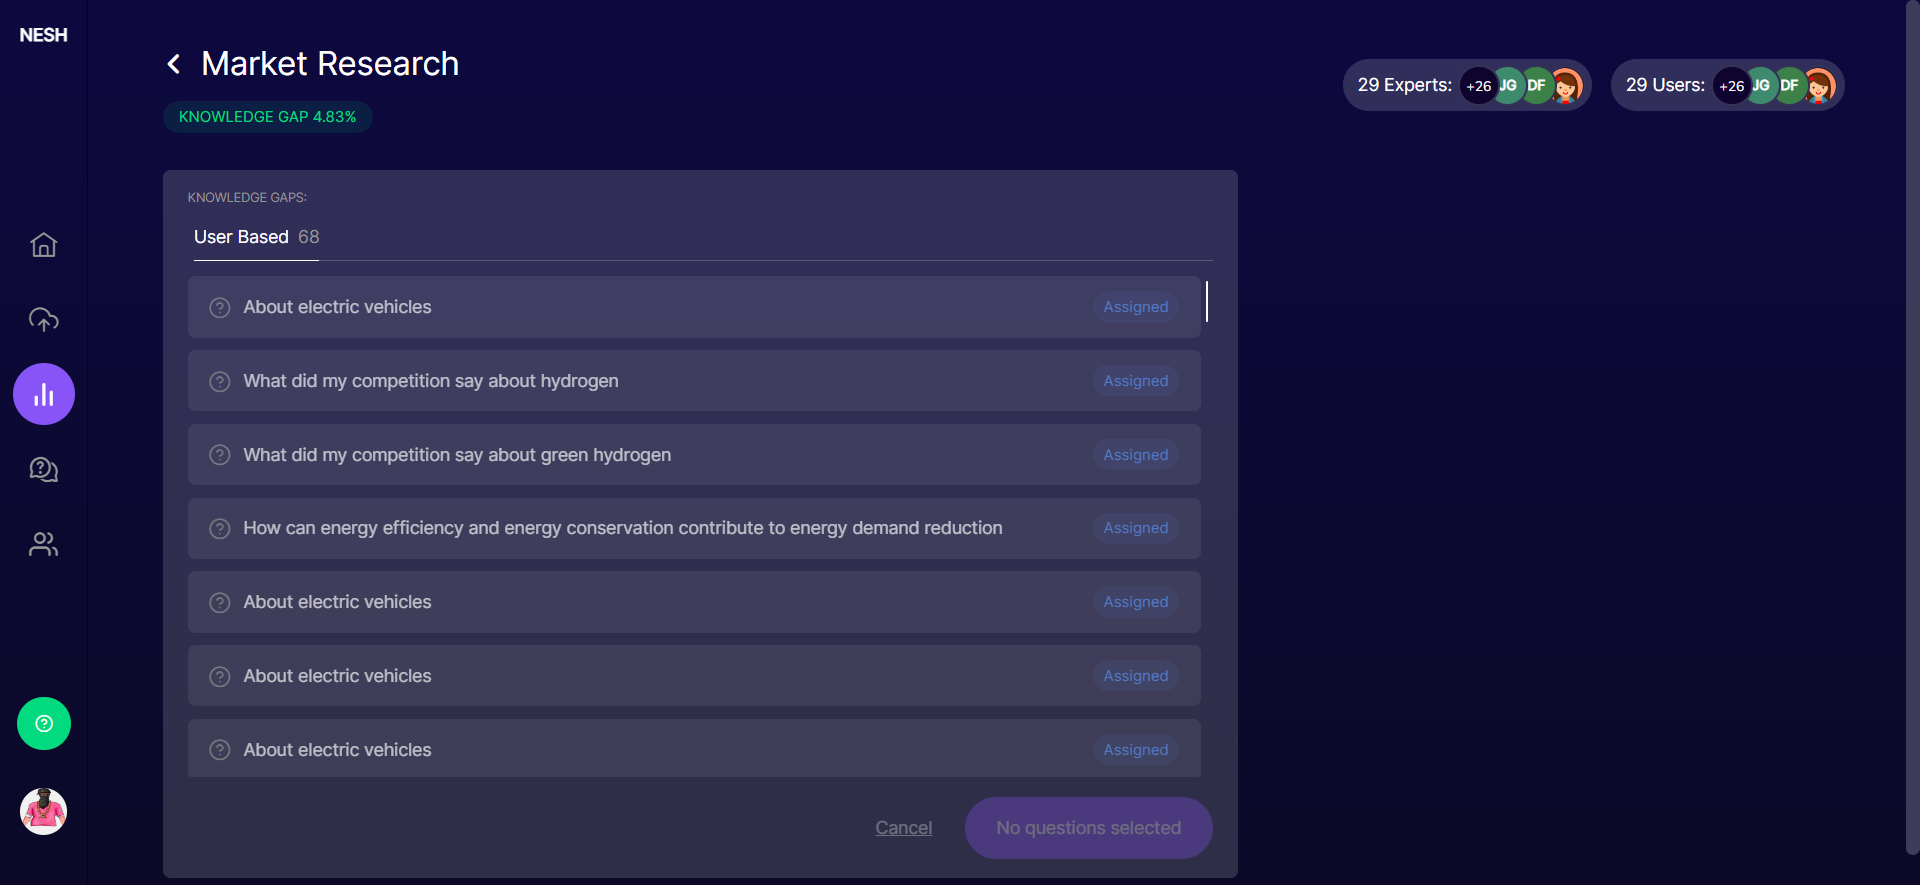 NESH
Market Research
KNOWLEDGE GAP 4.83%
29 Experts: +26 JG DF
29 Users: +26 JG DF
KNOWLEDGE GAPS:
User Based 68
About electric vehicles Assigned
What did my competition say about hydrogen Assigned
What did my competition say about green hydrogen Assigned
How can energy efficiency and energy conservation contribute to energy demand reduction Assigned
About electric vehicles Assigned
About electric vehicles Assigned
About electric vehicles Assigned
Cancel No questions selected